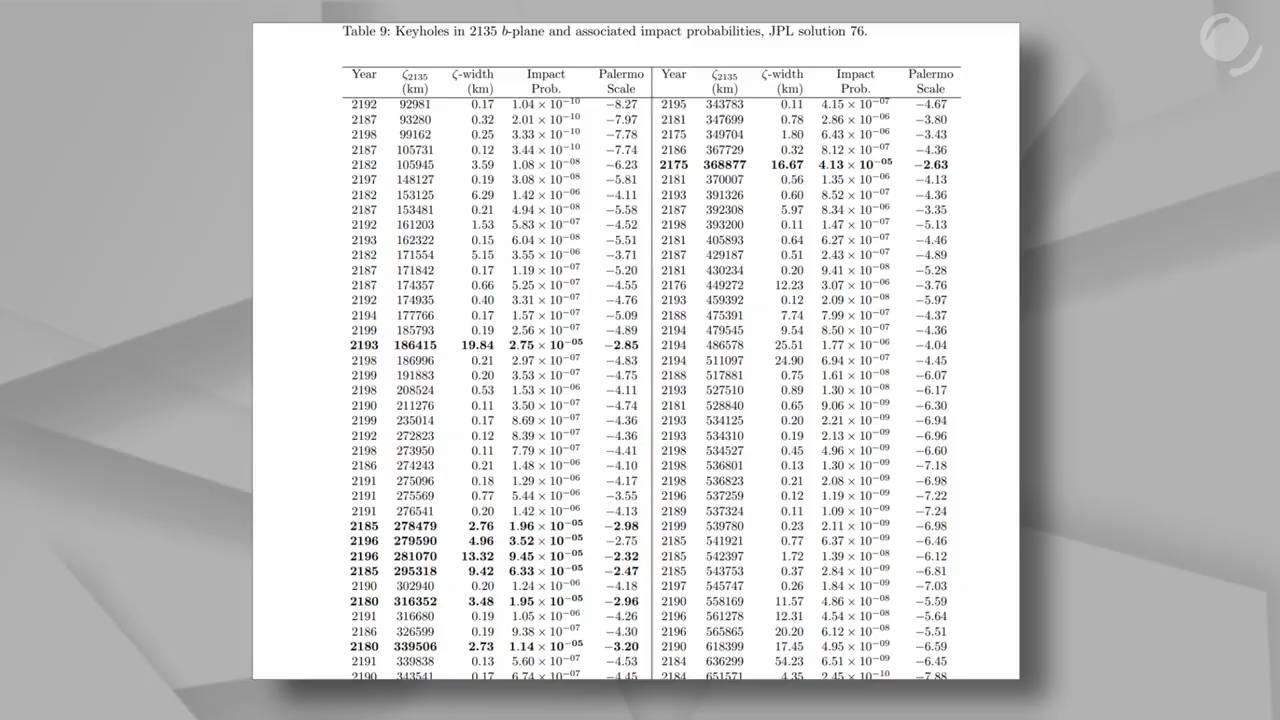 Table 9: Keyholes in 2135 b-plane and associated impact probabilities, JPL solution 76.
Year ζ2135 ζ-width Impact Palermo Year ζ2135 ζ-width Impact Palermo
(km) (km) Prob. Scale (km) (km) Prob. Scale
2192 92981 0.17 1.04 × 10−10 −8.27 2195 343783 0.11 4.15 × 10−07 −4.67
2187 93280 0.32 2.01 × 10−10 −7.97 2181 347699 0.78 2.86 × 10−06 −3.80
2198 99162 0.25 3.33 × 10−10 −7.78 2175 349704 1.80 6.43 × 10−06 −3.43
2187 105731 0.12 3.44 × 10−10 −7.74 2186 367729 0.32 8.12 × 10−07 −4.36
2182 105945 3.59 1.08 × 10−08 −6.23 2175 368877 16.67 4.13 × 10−05 −2.63
2197 148127 0.19 3.08 × 10−08 −5.81 2181 370007 0.56 1.35 × 10−06 −4.13
2182 153125 6.29 1.42 × 10−06 −4.11 2193 391326 0.60 8.52 × 10−07 −4.36
2187 153481 0.21 4.94 × 10−08 −5.58 2187 392308 5.97 8.34 × 10−06 −3.35
2192 161203 1.53 5.83 × 10−07 −4.52 2198 393200 0.11 1.47 × 10−07 −5.13
2193 162322 0.15 6.04 × 10−08 −5.51 2181 405893 0.64 6.27 × 10−07 −4.46
2182 171554 5.15 3.55 × 10−06 −3.71 2187 429187 0.51 2.43 × 10−07 −4.89
2187 171842 0.17 1.19 × 10−07 −5.20 2181 430234 0.20 9.41 × 10−08 −5.28
2187 174357 0.66 5.25 × 10−07 −4.55 2176 449272 12.23 3.07 × 10−06 −3.76
2192 174935 0.40 3.31 × 10−07 −4.76 2193 459392 0.12 2.09 × 10−08 −5.97
2194 177766 0.17 1.57 × 10−07 −5.09 2188 475391 7.74 7.99 × 10−07 −4.37
2199 185793 0.19 2.56 × 10−07 −4.89 2194 479545 9.54 8.50 × 10−07 −4.36
2193 186415 19.84 2.75 × 10−05 −2.85 2194 486578 25.51 1.77 × 10−06 −4.04
2198 186996 0.21 2.97 × 10−07 −4.83 2194 511097 24.90 6.94 × 10−07 −4.45
2199 191883 0.20 3.53 × 10−07 −4.75 2188 517881 0.75 1.61 × 10−08 −6.07
2198 208524 0.53 1.53 × 10−06 −4.11 2193 527510 0.89 1.30 × 10−08 −6.17
2190 211276 0.11 3.50 × 10−07 −4.74 2181 528840 0.65 9.06 × 10−09 −6.30
2199 235014 0.17 8.69 × 10−07 −4.36 2193 534125 0.20 2.21 × 10−09 −6.94
2192 272823 0.12 8.39 × 10−07 −4.36 2193 534310 0.19 2.13 × 10−09 −6.96
2198 273950 0.11 7.79 × 10−07 −4.41 2198 534527 0.45 4.96 × 10−09 −6.60
2186 274243 0.21 1.48 × 10−06 −4.10 2198 536801 0.13 1.30 × 10−09 −7.18
2191 275096 0.18 1.29 × 10−06 −4.17 2198 536823 0.21 2.08 × 10−09 −6.98
2191 275569 0.77 5.44 × 10−06 −3.55 2196 537259 0.12 1.19 × 10−09 −7.22
2191 276541 0.20 1.42 × 10−06 −4.13 2189 537324 0.11 1.09 × 10−09 −7.24
2185 278479 2.76 1.96 × 10−05 −2.98 2199 539780 0.23 2.11 × 10−09 −6.98
2196 279590 4.96 3.52 × 10−05 −2.75 2185 541921 0.77 6.37 × 10−09 −6.46
2196 281070 13.32 9.45 × 10−05 −2.32 2185 542397 1.72 1.39 × 10−08 −6.12
2185 295318 9.42 6.33 × 10−05 −2.47 2185 543753 0.37 2.84 × 10−09 −6.81
2190 302940 0.20 1.24 × 10−06 −4.18 2197 545747 0.26 1.84 × 10−09 −7.03
2180 316352 3.48 1.95 × 10−05 −2.96 2190 558169 11.57 4.86 × 10−08 −5.59
2191 316680 0.19 1.05 × 10−06 −4.26 2196 561278 12.31 4.54 × 10−08 −5.64
2186 326599 0.19 9.38 × 10−07 −4.30 2196 565865 20.20 6.12 × 10−08 −5.51
2180 339506 2.73 1.14 × 10−05 −3.20 2190 618399 17.45 4.95 × 10−09 −6.59
2191 339838 0.13 5.60 × 10−07 −4.53 2184 636299 54.23 6.51 × 10−09 −6.45
2190 343541 0.17 6.74 × 10−07 −4.45 2184 651571 4.35 2.45 × 10−10 −7.88